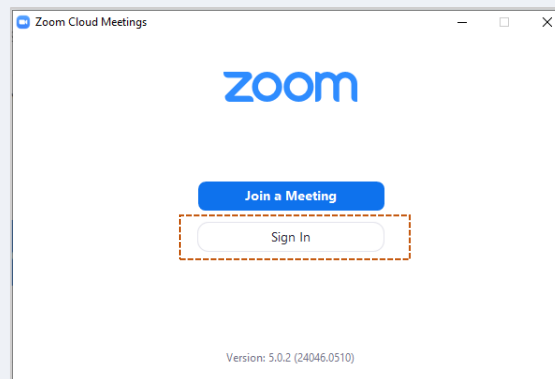 Zoom Cloud Meetings
zoom
Join a Meeting
Sign In
Version: 5.0.2 (24046.0510)